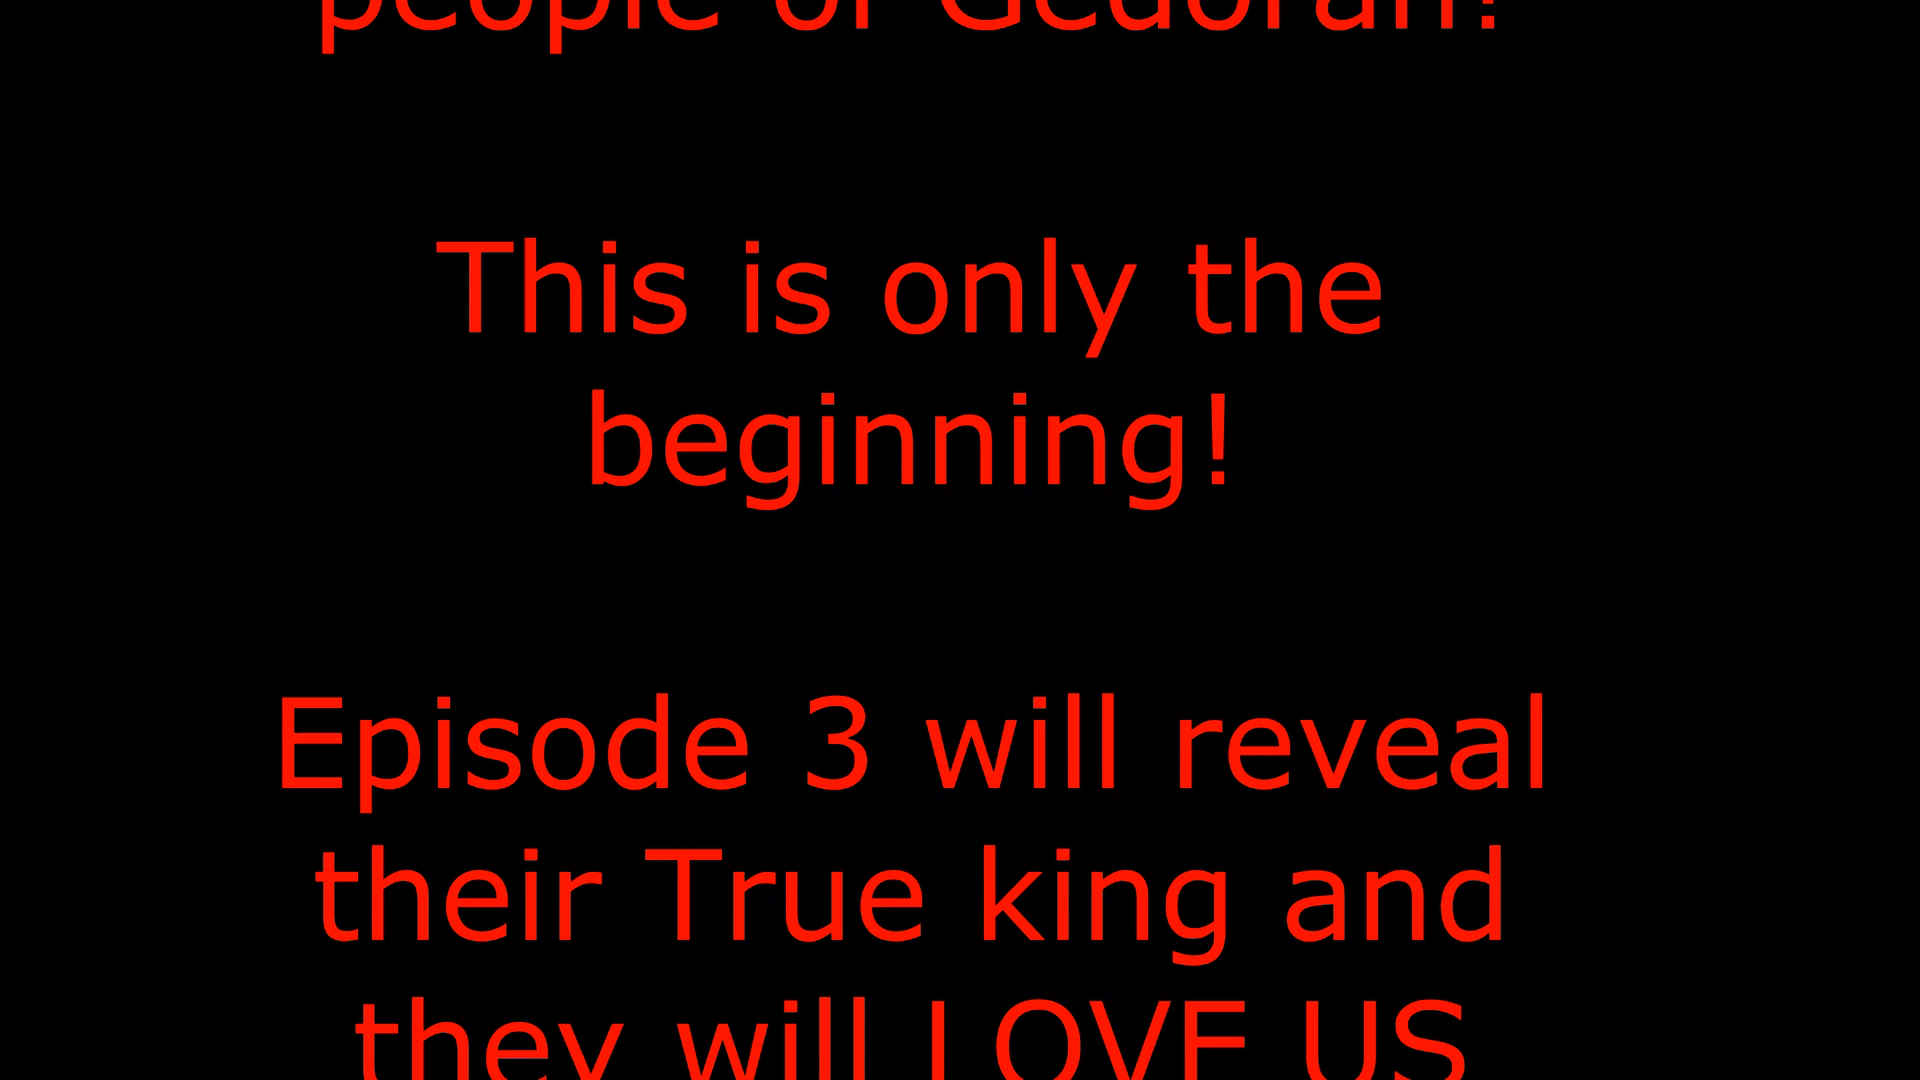 people of Gedoran!
This is only the
beginning!
Episode 3 will reveal
their True king and
they will LOVE US